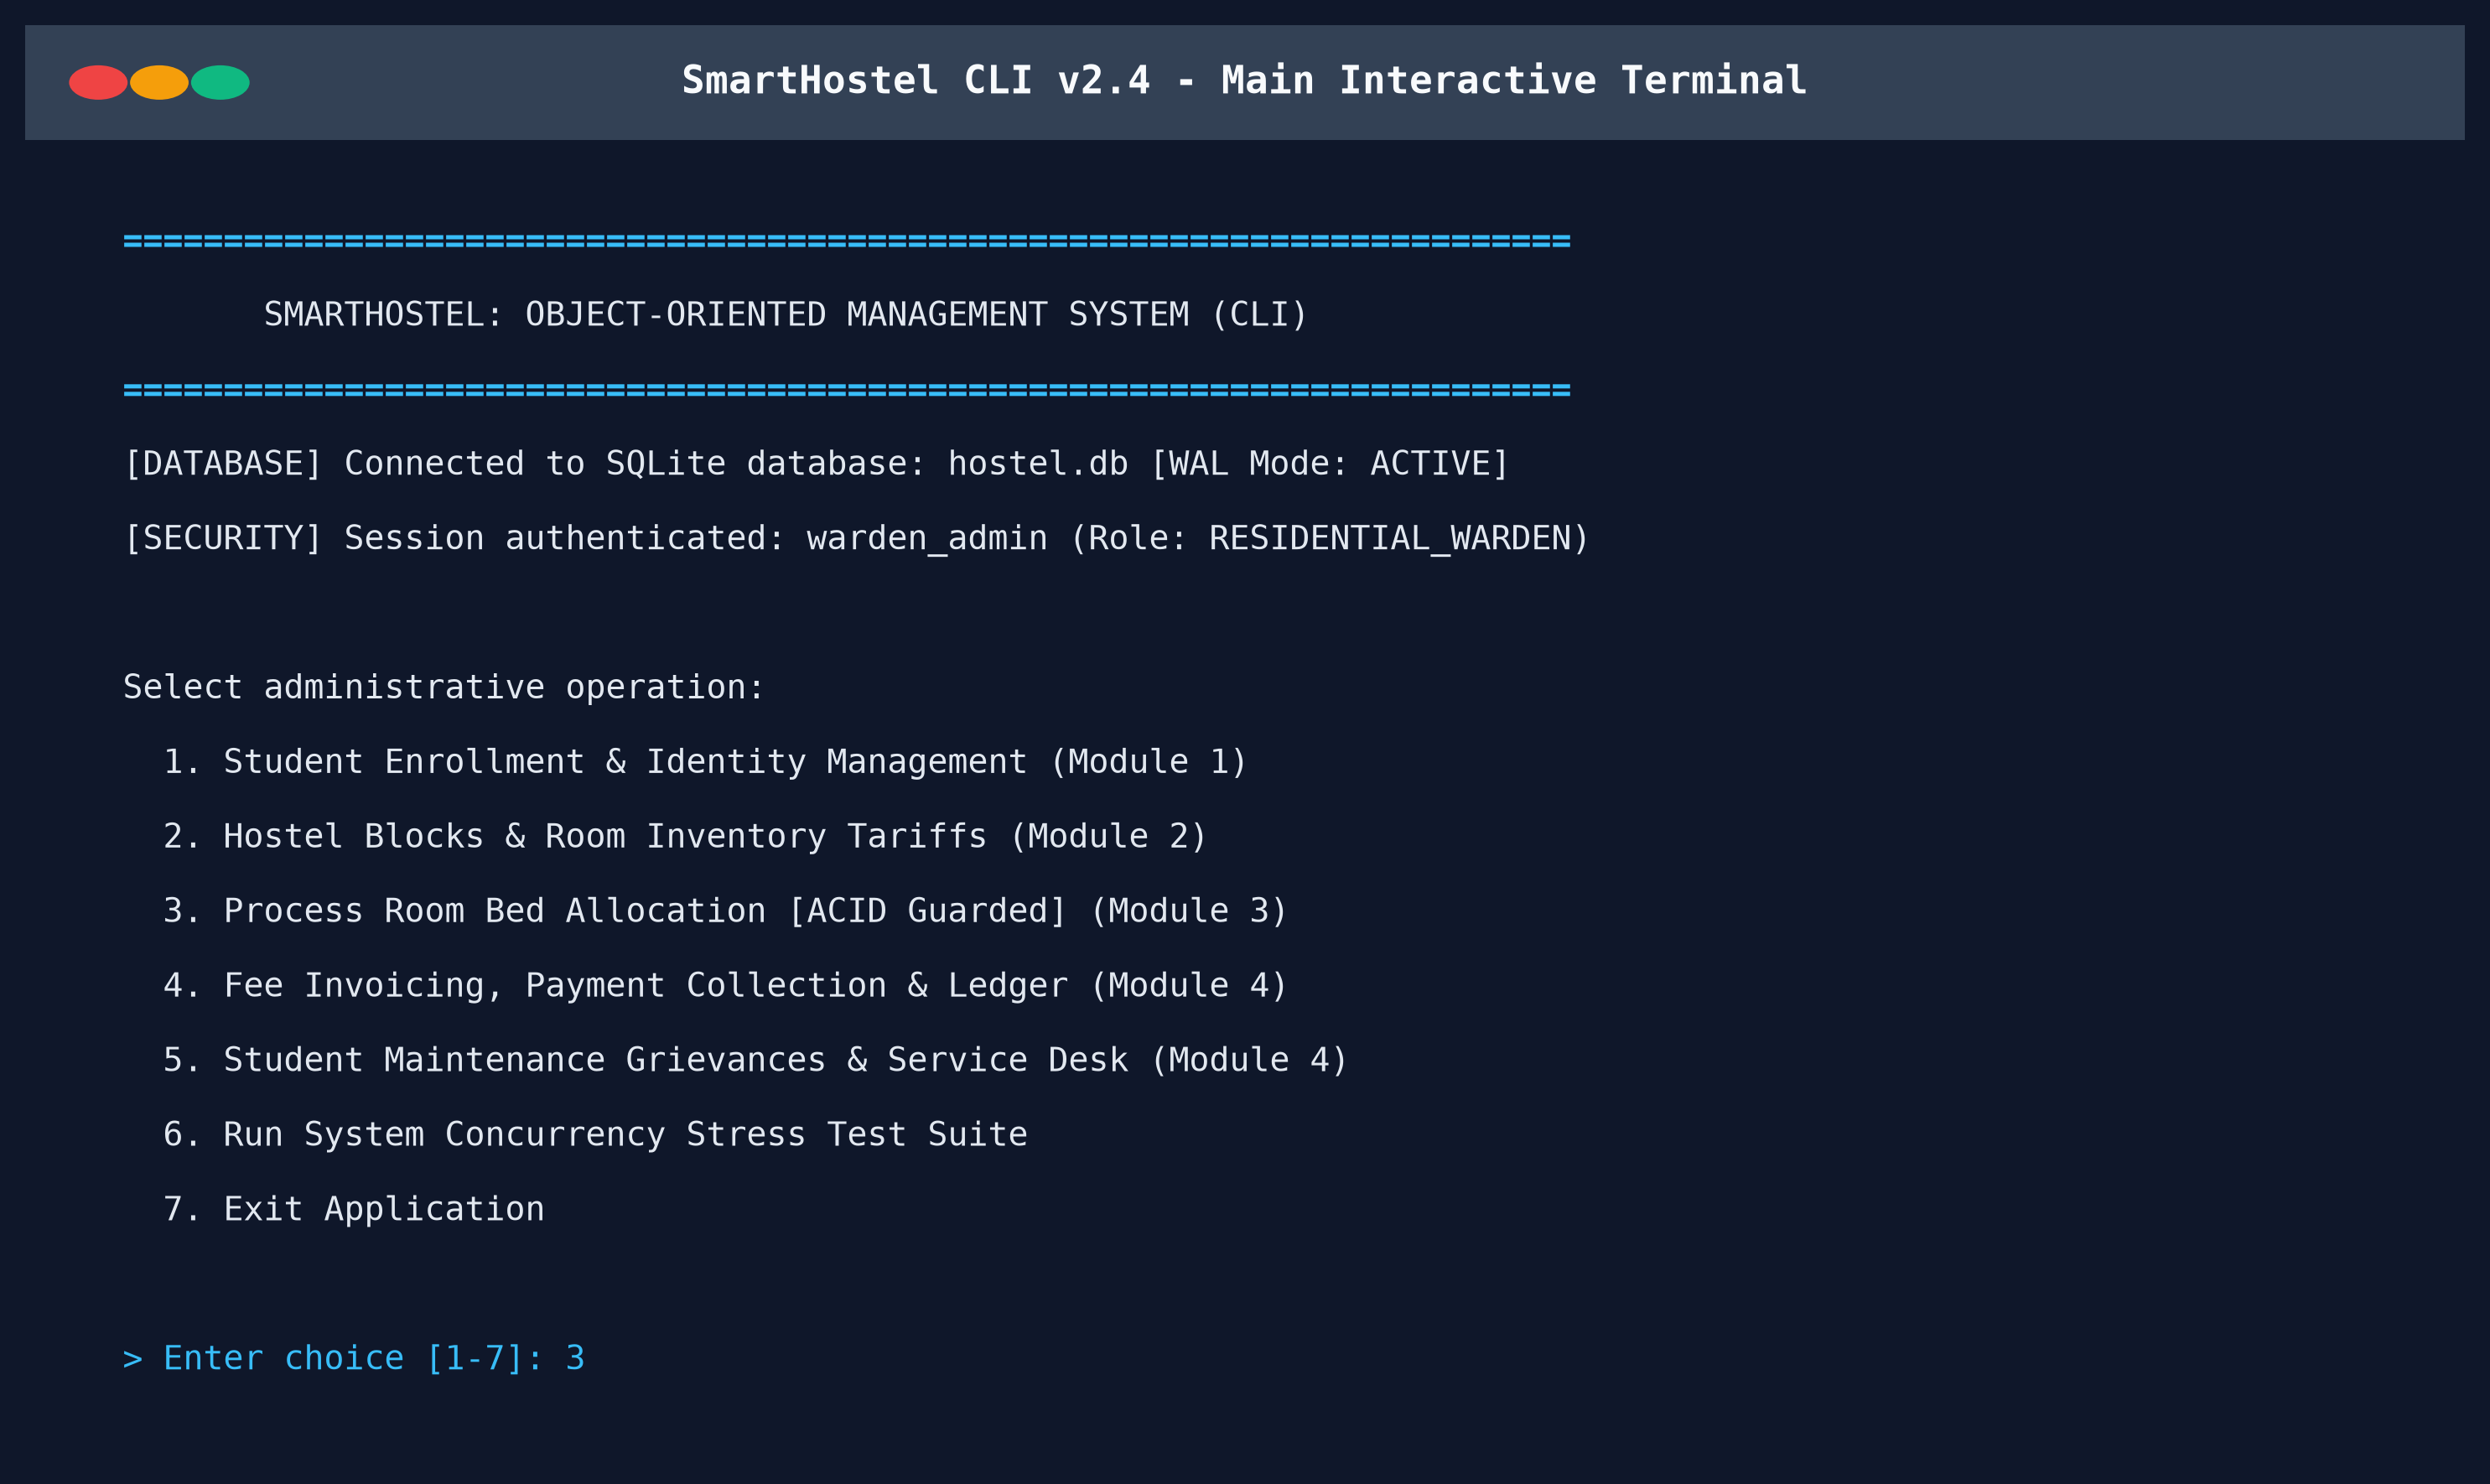 SmartHostel CLI v2.4 - Main Interactive Terminal
========================================================================
SMARTHOSTEL: OBJECT-ORIENTED MANAGEMENT SYSTEM (CLI)
========================================================================
[DATABASE] Connected to SQLite database: hostel.db [WAL Mode: ACTIVE]
[SECURITY] Session authenticated: warden_admin (Role: RESIDENTIAL_WARDEN)
Select administrative operation:
1. Student Enrollment & Identity Management (Module 1)
2. Hostel Blocks & Room Inventory Tariffs (Module 2)
3. Process Room Bed Allocation [ACID Guarded] (Module 3)
4. Fee Invoicing, Payment Collection & Ledger (Module 4)
5. Student Maintenance Grievances & Service Desk (Module 4)
6. Run System Concurrency Stress Test Suite
7. Exit Application
> Enter choice [1-7]: 3